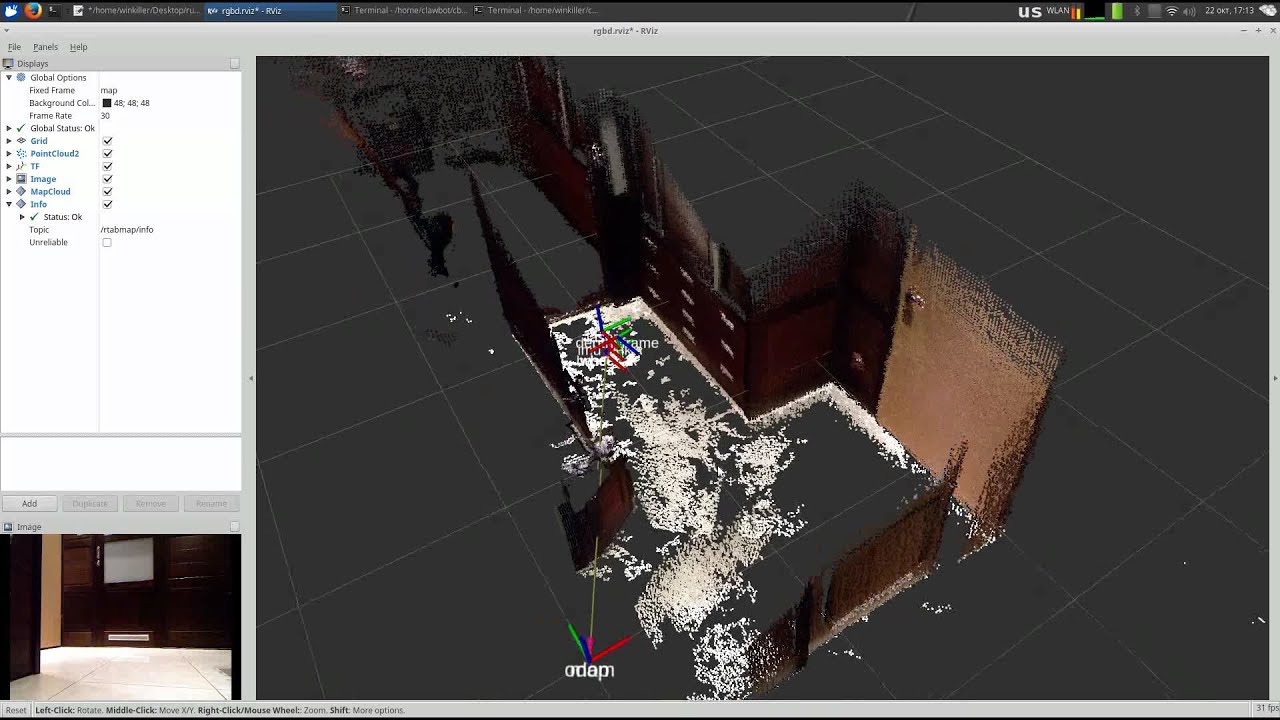 */home/winkiller/Desktop/ru... rgbd.rviz* - RViz Terminal - /home/clawbot/cb... Terminal - /home/winkiller/c... us WLAN 22 окт, 17:13
rgbd.rviz* - RViz
File Panels Help
Displays
Global Options
Fixed Frame map
Background Col... 48; 48; 48
Frame Rate 30
Global Status: Ok
Grid
PointCloud2
TF
Image
MapCloud
Info
Status: Ok
Topic /rtabmap/info
Unreliable
Add Duplicate Remove Rename
Image
Reset Left-Click: Rotate. Middle-Click: Move X/Y. Right-Click/Mouse Wheel:: Zoom. Shift: More options. 31 fps